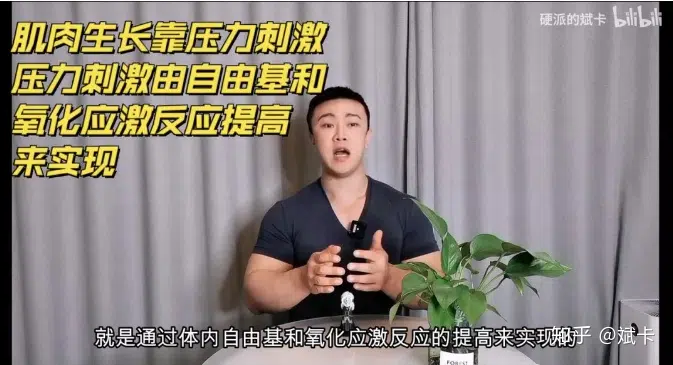 硬派的斌卡 bilibili
肌肉生长靠压力刺激
压力刺激由自由基和
氧化应激反应提高
来实现
就是通过体内自由基和氧化应激反应的提高来实现的
知乎 @斌卡
FOREST